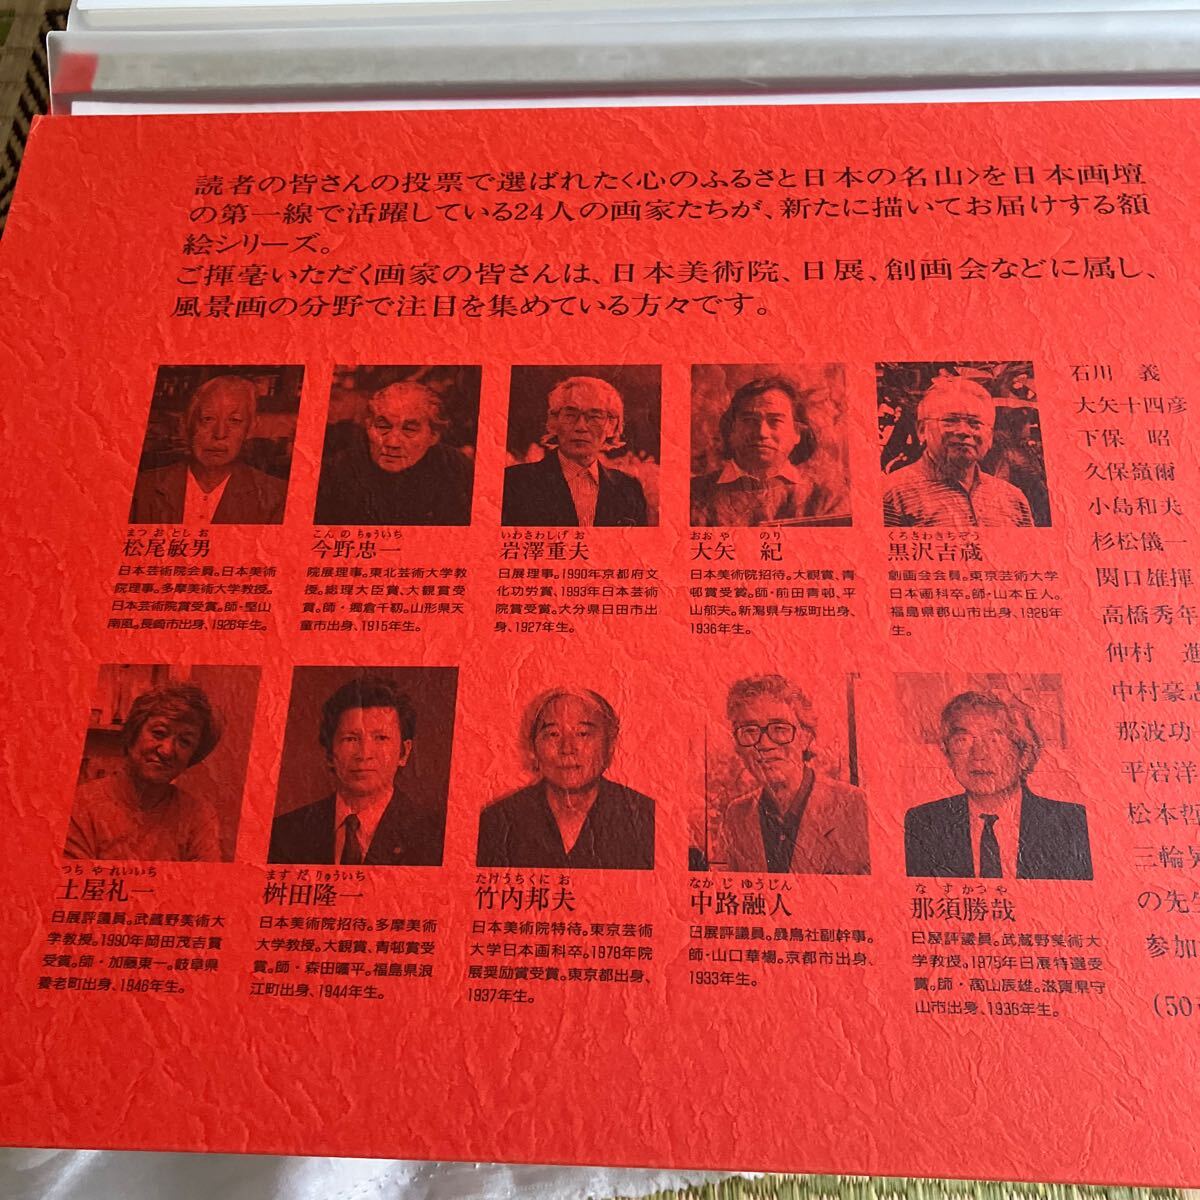 読者の皆さんの投票で選ばれた〈心のふるさと日本の名山〉を日本画壇
の第一線で活躍している24人の画家たちが、新たに描いてお届けする額
絵シリーズ。
ご揮毫いただく画家の皆さんは、日本美術院、日展、創画会などに属し、
風景画の分野で注目を集めている方々です。
まつおとしお
松尾敏男
日本芸術院会員。日本美術
院理事。多摩美術大学教授。
日本芸術院賞受賞。師・堅山
南風。長崎市出身、1926年生。
こんのちゅういち
今野忠一
院展理事。東北芸術大学教
授。総理大臣賞、大観賞受
賞。師・郷倉千靱。山形県天
童市出身、1915年生。
いわさわしげお
岩澤重夫
日展理事。1990年京都府文
化功労賞、1993年日本芸術
院賞受賞。大分県日田市出
身、1927年生。
おおやのり
大矢 紀
日本美術院招待。大観賞、青
邨賞受賞。師・前田青邨、平
山郁夫。新潟県与板町出身、
1936年生。
くろさわきちぞう
黒沢吉蔵
創画会会員。東京芸術大学
日本画科卒。師・山本丘人。
福島県郡山市出身、1928年
生。
つちやれいいち
土屋礼一
日展評議員。武蔵野美術大
学教授。1990年岡田茂吉賞
受賞。師・加藤東一。岐阜県
養老町出身、1946年生。
ますだりゅういち
桝田隆一
日本美術院招待。多摩美術
大学教授。大観賞、青邨賞受
賞。師・森田曠平。福島県浪
江町出身、1944年生。
たけうちくにお
竹内邦夫
日本美術院特待。東京芸術
大学日本画科卒。1978年院
展奨励賞受賞。東京都出身、
1937年生。
なかじゆうじん
中路融人
日展評議員。晨鳥社副幹事。
師・山口華楊。京都市出身、
1933年生。
なすかつや
那須勝哉
日展評議員。武蔵野美術大
学教授。1975年日展特選受
賞。師・高山辰雄。滋賀県守
山市出身、1936年生。
石川 義
大矢十四彦
下保 昭
久保嶺爾
小島和夫
杉松儀一
関口雄揮
高橋秀年
仲村 進
中村豪志
那波功
平岩洋
松本哲
三輪晃
の先
参加
(50